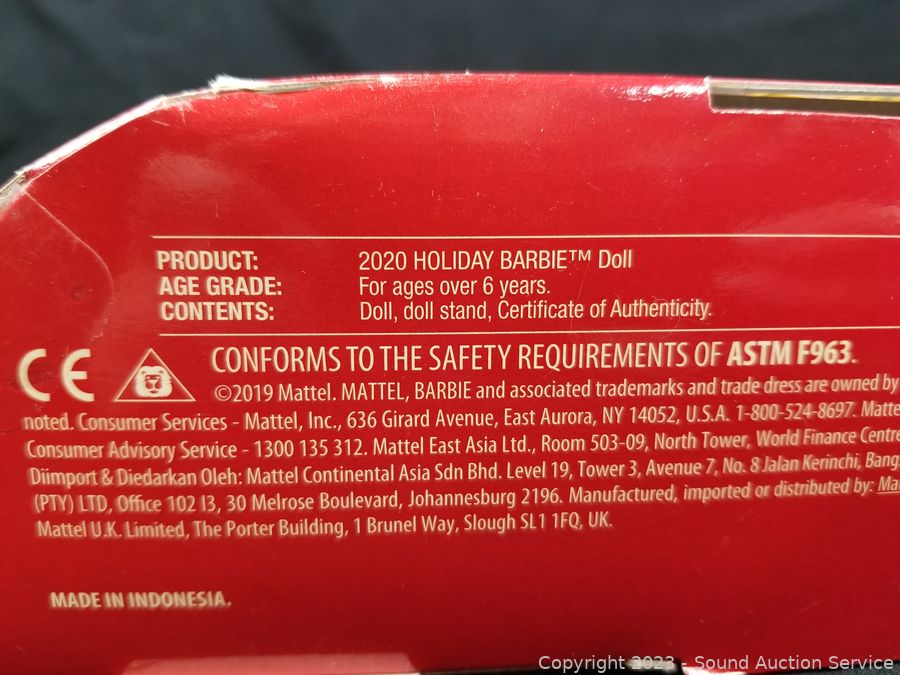 PRODUCT: 2020 HOLIDAY BARBIE™ Doll
AGE GRADE: For ages over 6 years.
CONTENTS: Doll, doll stand, Certificate of Authenticity.
CE CONFORMS TO THE SAFETY REQUIREMENTS OF ASTM F963.
©2019 Mattel. MATTEL, BARBIE and associated trademarks and trade dress are owned by
noted. Consumer Services - Mattel, Inc., 636 Girard Avenue, East Aurora, NY 14052, U.S.A. 1-800-524-8697. Matte
Consumer Advisory Service - 1300 135 312. Mattel East Asia Ltd., Room 503-09, North Tower, World Finance Centre
Diimport & Diedarkan Oleh: Mattel Continental Asia Sdn Bhd. Level 19, Tower 3, Avenue 7, No. 8 Jalan Kerinchi, Bang
(PTY) LTD, Office 102 I3, 30 Melrose Boulevard, Johannesburg 2196. Manufactured, imported or distributed by: Ma
Mattel U.K. Limited, The Porter Building, 1 Brunel Way, Slough SL1 1FQ, UK.
MADE IN INDONESIA.
Copyright 2023 - Sound Auction Service